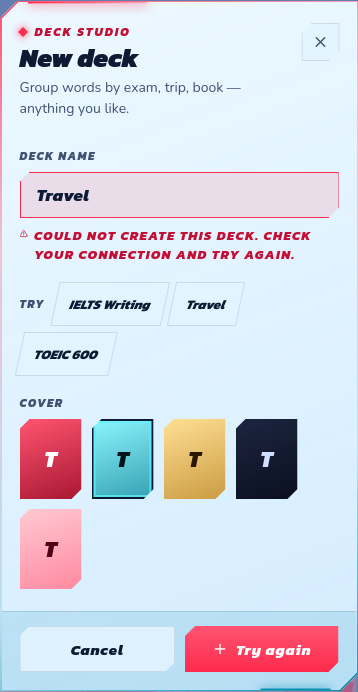 DECK STUDIO
New deck
Group words by exam, trip, book —
anything you like.
DECK NAME
Travel
COULD NOT CREATE THIS DECK. CHECK
YOUR CONNECTION AND TRY AGAIN.
TRY IELTS Writing Travel
TOEIC 600
COVER
T T T T
T
Cancel + Try again